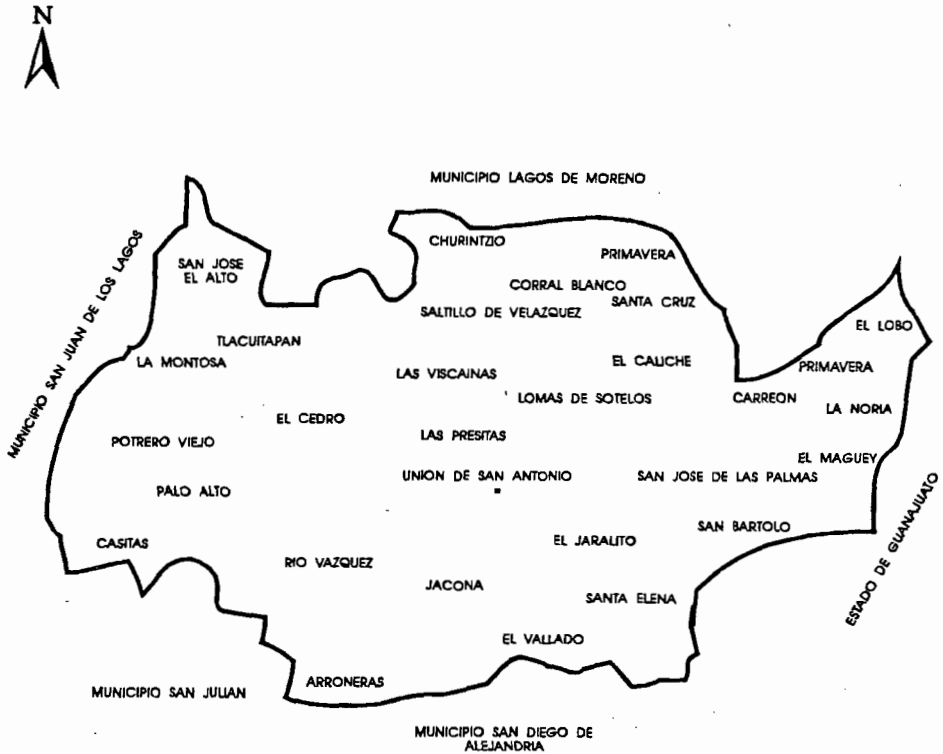 N
MUNICIPIO LAGOS DE MORENO
MUNICIPIO SAN JUAN DE LOS LAGOS
CHURINTZIO
PRIMAVERA
SAN JOSE
EL ALTO
CORRAL BLANCO
SANTA CRUZ
SALTILLO DE VELAZQUEZ
EL LOBO
TLACUITAPAN
LA MONTOSA
EL CALICHE
PRIMAVERA
LAS VISCAINAS
LOMAS DE SOTELOS
CARREON
LA NORIA
EL CEDRO
POTRERO VIEJO
LAS PRESITAS
EL MAGUEY
UNION DE SAN ANTONIO
SAN JOSE DE LAS PALMAS
PALO ALTO
SAN BARTOLO
CASITAS
EL JARALITO
ESTADO DE GUANAJUATO
RIO VAZQUEZ
JACONA
SANTA ELENA
EL VALLADO
ARRONERAS
MUNICIPIO SAN JULIAN
MUNICIPIO SAN DIEGO DE
ALEJANDRIA